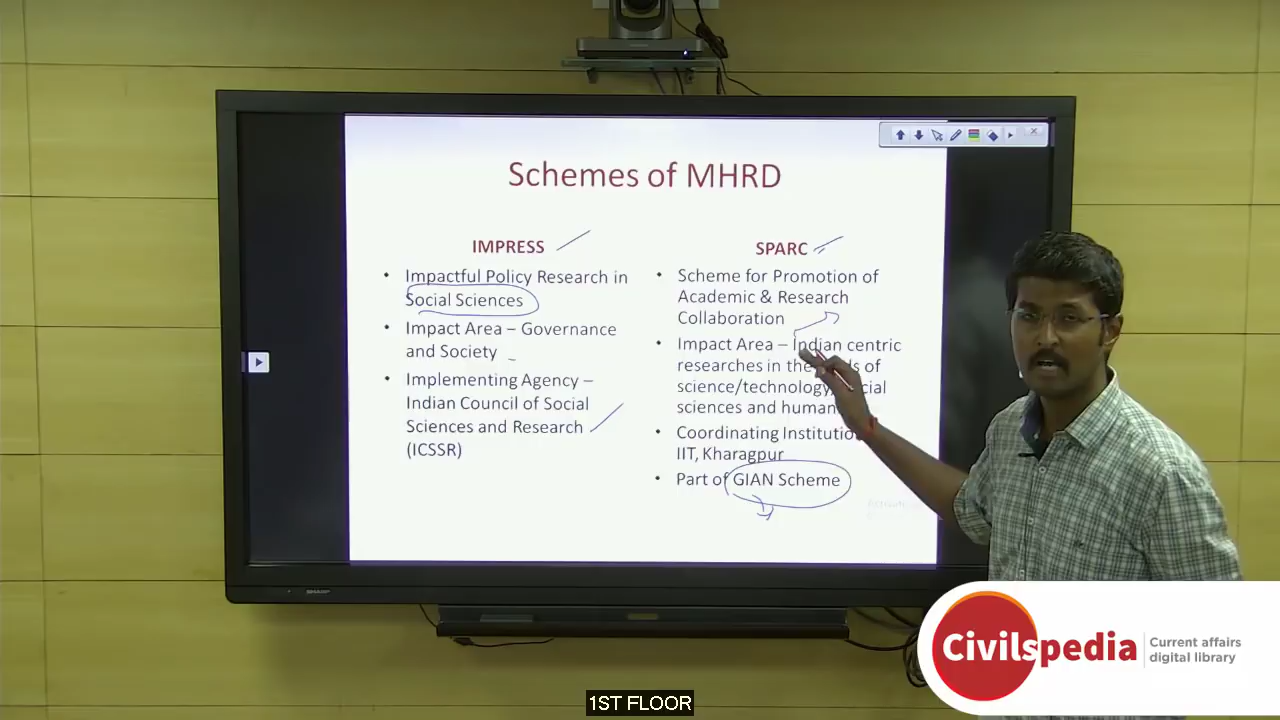 Schemes of MHRD
IMPRESS
• Impactful Policy Research in
Social Sciences
• Impact Area – Governance
and Society
• Implementing Agency –
Indian Council of Social
Sciences and Research
(ICSSR)
SPARC
• Scheme for Promotion of
Academic & Research
Collaboration
• Impact Area – Indian centric
researches in the of
science/technology,
sciences and
• Coordinating
IIT, Kharagpur
• Part of GIAN Scheme
SHARP
Civilspedia
Current affairs
digital library
1ST FLOOR